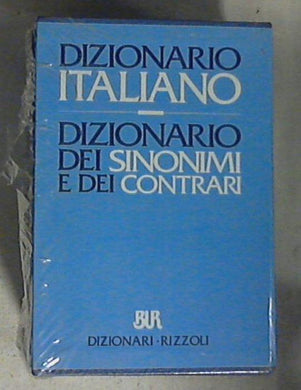 DIZIONARIO
ITALIANO
DIZIONARIO
DEI SINONIMI
E DEI CONTRARI
BUR
DIZIONARI · RIZZOLI